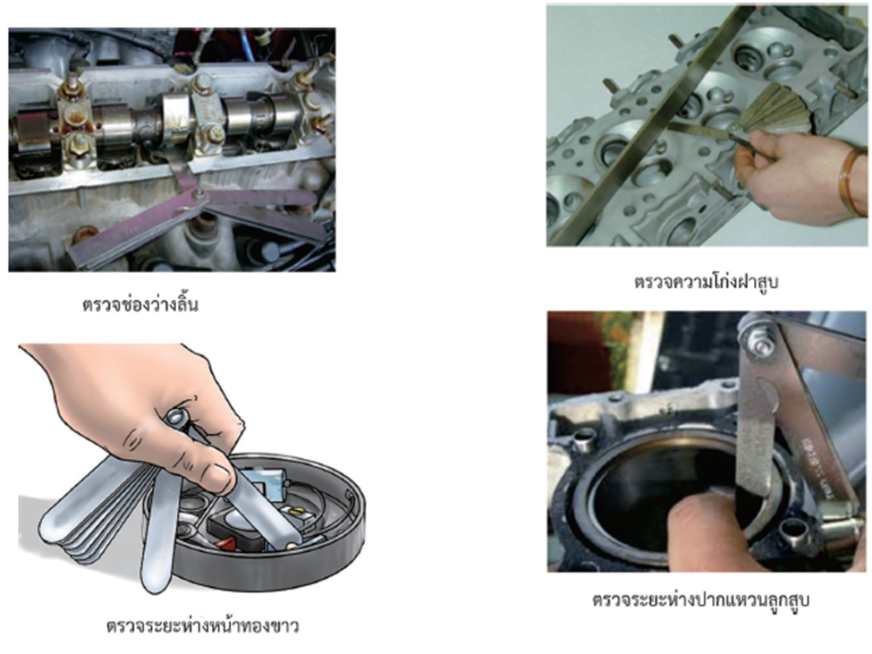 ตรวจช่องว่างลิ้น
ตรวจความโก่งฝาสูบ
ตรวจระยะห่างหน้าทองขาว
ตรวจระยะห่างปากแหวนลูกสูบ